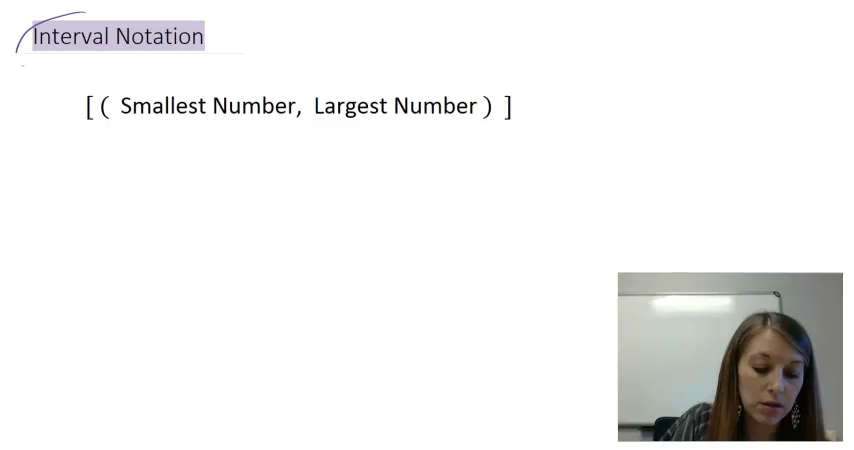 Interval Notation
[ ( Smallest Number, Largest Number ) ]